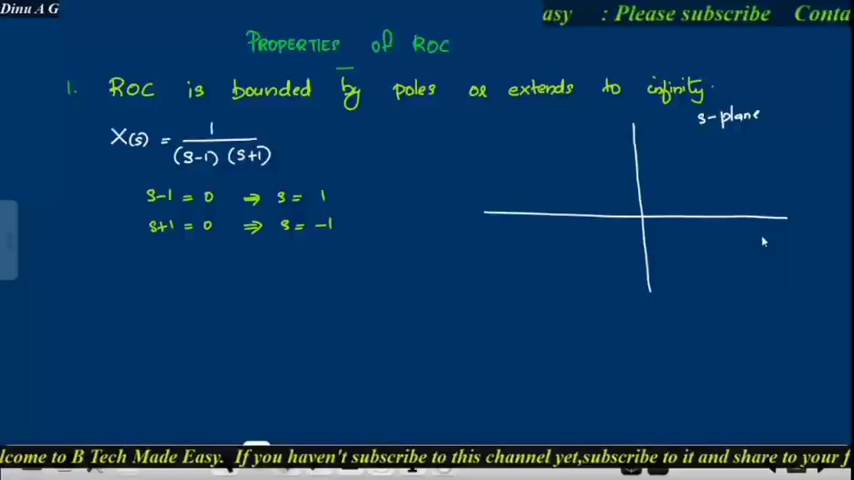 Dinu A G
asy : Please subscribe Conta
PROPERTIES of ROC
1. ROC is bounded by poles or extends to infinity.
s-plane
X(s) = 1 / (s-1) (s+1)
s-1 = 0 ⇒ s = 1
s+1 = 0 ⇒ s = -1
lcome to B Tech Made Easy. If you haven't subscribe to this channel yet,subscribe to it and share to your f